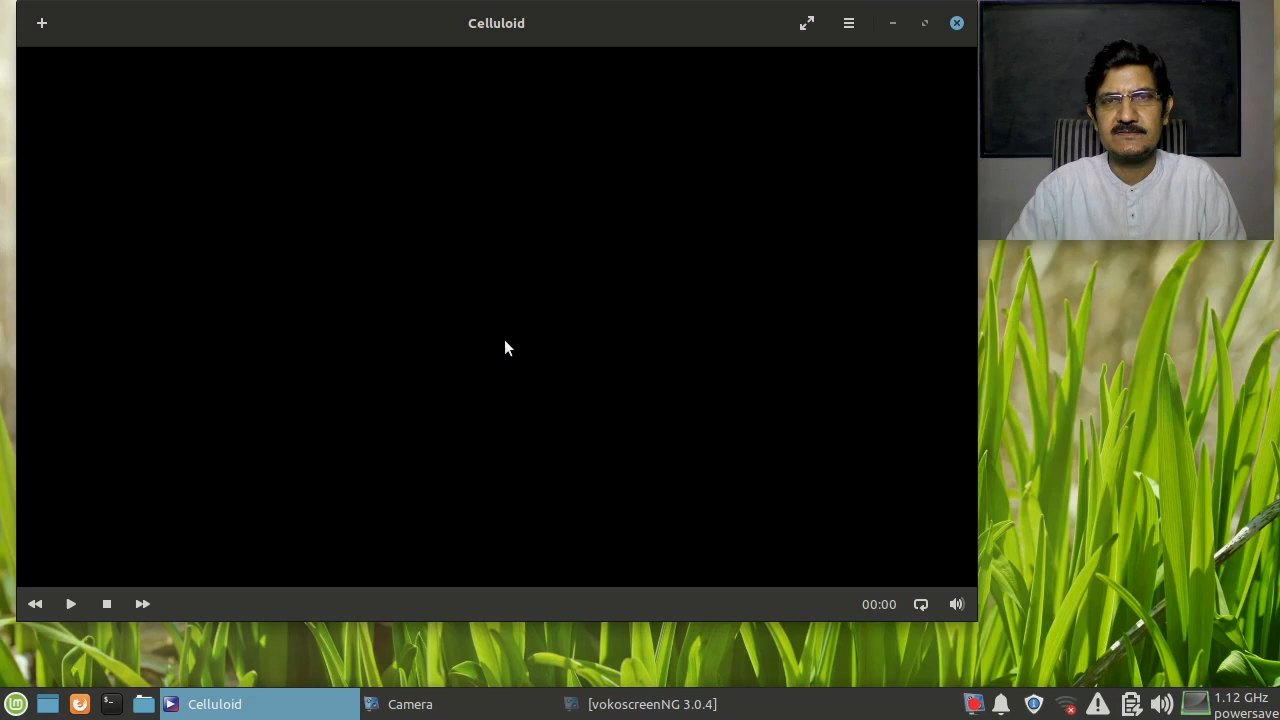 Celluloid
00:00
Celluloid
Camera
[vokoscreenNG 3.0.4]
1.12 GHz
powersave